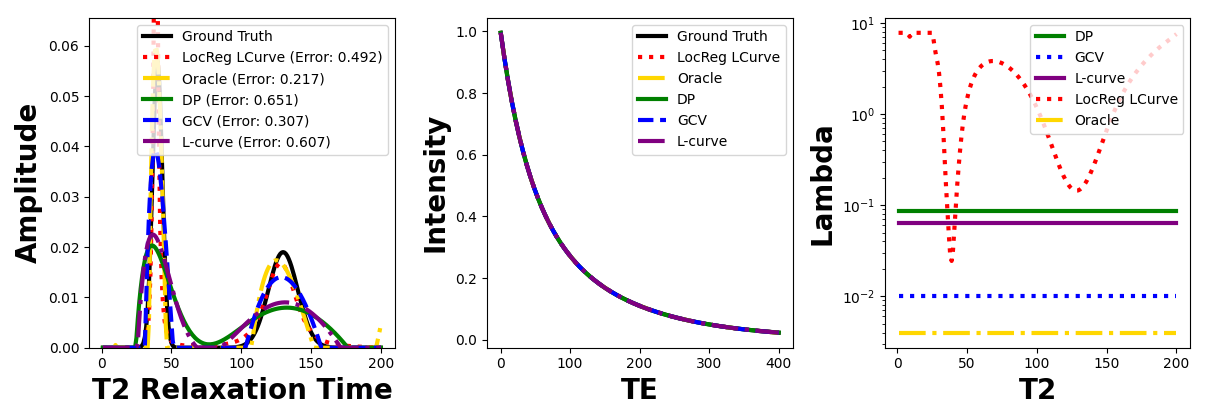 Amplitude
0.06
0.05
0.04
0.03
0.02
0.01
0.00
0 50 100 150 200
T2 Relaxation Time
Ground Truth
LocReg LCurve (Error: 0.492)
Oracle (Error: 0.217)
DP (Error: 0.651)
GCV (Error: 0.307)
L-curve (Error: 0.607)
Intensity
1.0
0.8
0.6
0.4
0.2
0.0
0 100 200 300 400
TE
Ground Truth
LocReg LCurve
Oracle
DP
GCV
L-curve
Lambda
10¹
10⁰
10⁻¹
10⁻²
0 50 100 150 200
T2
DP
GCV
L-curve
LocReg LCurve
Oracle